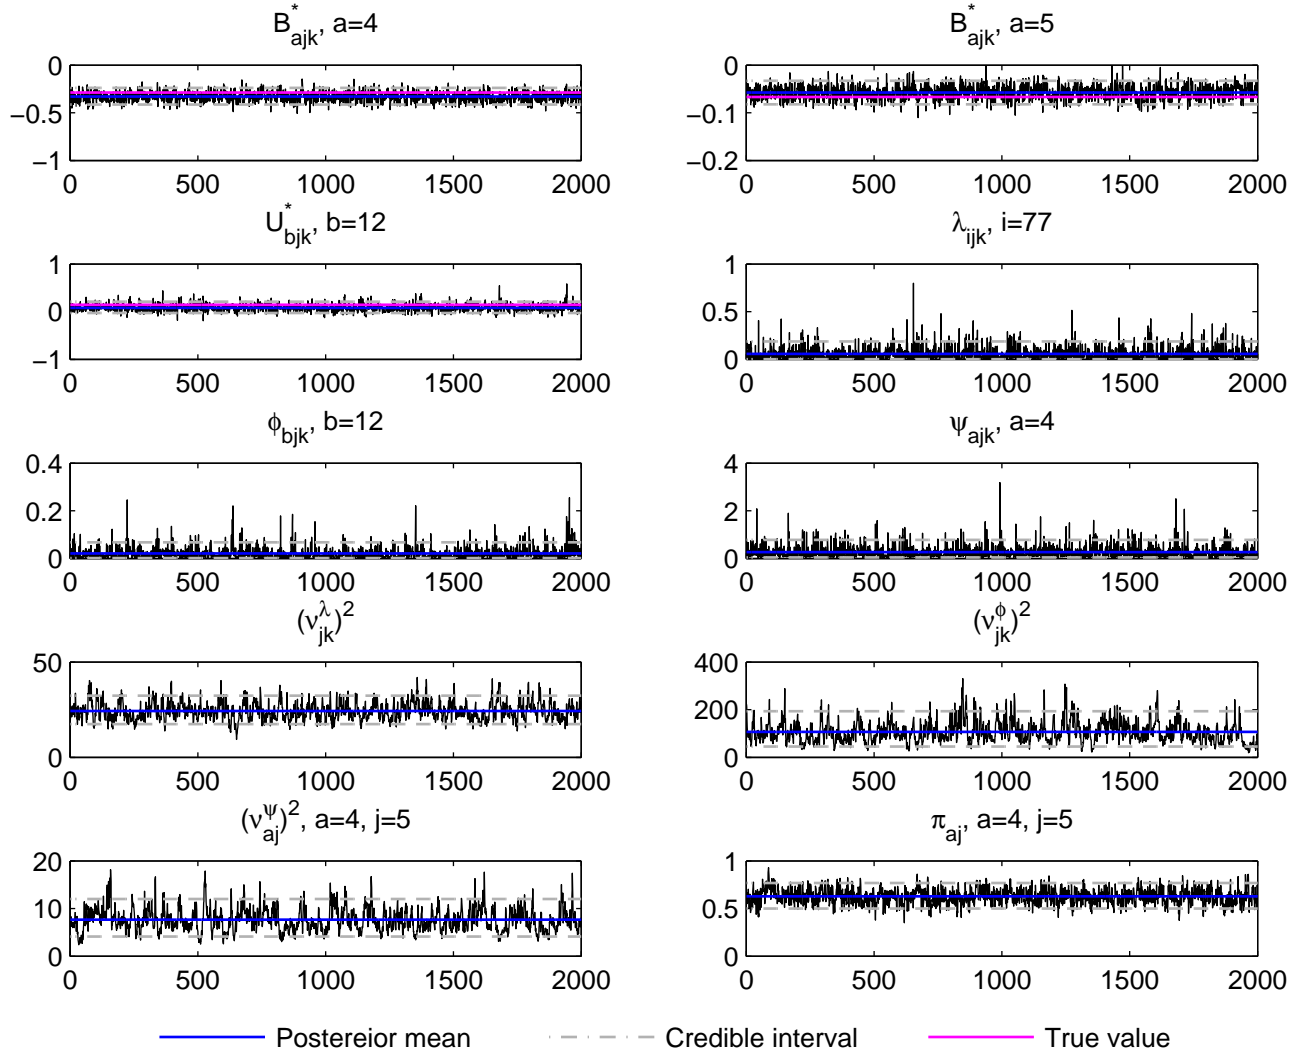 B*ajk, a=4
B*ajk, a=5
0
−0.5
−1
0 500 1000 1500 2000
0
−0.1
−0.2
0 500 1000 1500 2000
U*bjk, b=12
λijk, i=77
1
0
−1
0 500 1000 1500 2000
1
0.5
0
0 500 1000 1500 2000
ϕbjk, b=12
ψajk, a=4
0.4
0.2
0
0 500 1000 1500 2000
4
2
0
0 500 1000 1500 2000
(νλjk)2
(νϕjk)2
50
0
0 500 1000 1500 2000
400
200
0
0 500 1000 1500 2000
(νψaj)2, a=4, j=5
πaj, a=4, j=5
20
10
0
0 500 1000 1500 2000
1
0.5
0
0 500 1000 1500 2000
Postereior mean Credible interval True value